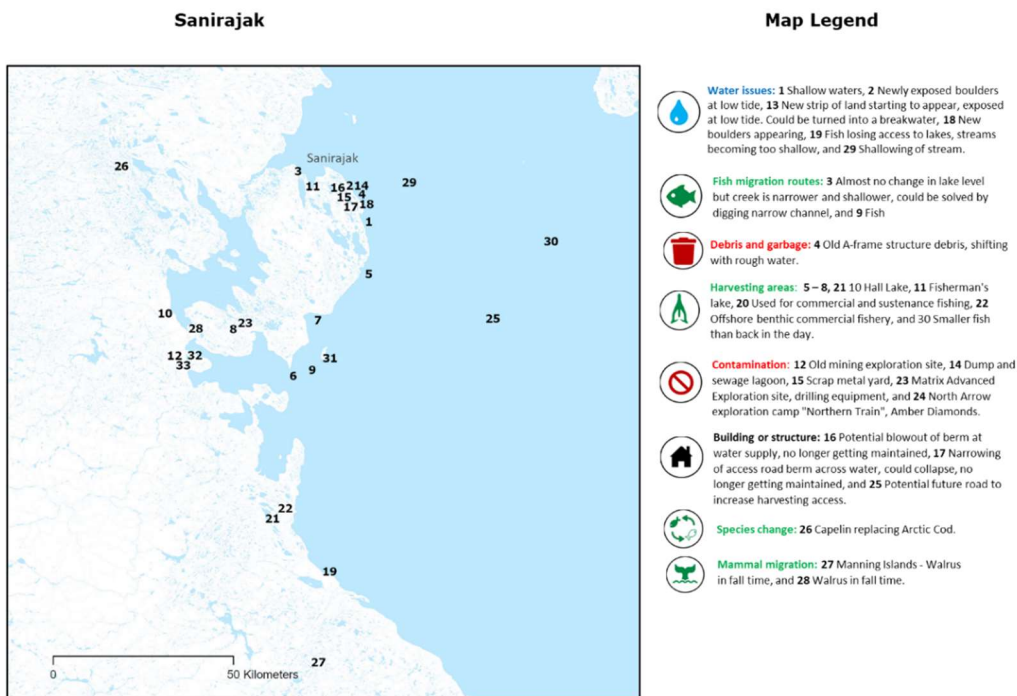 Sanirajak
Map Legend
26
Sanirajak
3
11
16 2 14
15 4
17 18
29
1
30
5
10
28
8 23
7
25
12 32
33
31
9
6
22
21
19
27
0 50 Kilometers
Water issues: 1 Shallow waters, 2 Newly exposed boulders
at low tide, 13 New strip of land starting to appear, exposed
at low tide. Could be turned into a breakwater, 18 New
boulders appearing, 19 Fish losing access to lakes, streams
becoming too shallow, and 29 Shallowing of stream.
Fish migration routes: 3 Almost no change in lake level
but creek is narrower and shallower, could be solved by
digging narrow channel, and 9 Fish
Debris and garbage: 4 Old A-frame structure debris, shifting
with rough water.
Harvesting areas: 5 – 8, 21 10 Hall Lake, 11 Fisherman's
lake, 20 Used for commercial and sustenance fishing, 22
Offshore benthic commercial fishery, and 30 Smaller fish
than back in the day.
Contamination: 12 Old mining exploration site, 14 Dump and
sewage lagoon, 15 Scrap metal yard, 23 Matrix Advanced
Exploration site, drilling equipment, and 24 North Arrow
exploration camp "Northern Train", Amber Diamonds.
Building or structure: 16 Potential blowout of berm at
water supply, no longer getting maintained, 17 Narrowing
of access road berm across water, could collapse, no
longer getting maintained, and 25 Potential future road to
increase harvesting access.
Species change: 26 Capelin replacing Arctic Cod.
Mammal migration: 27 Manning Islands - Walrus
in fall time, and 28 Walrus in fall time.